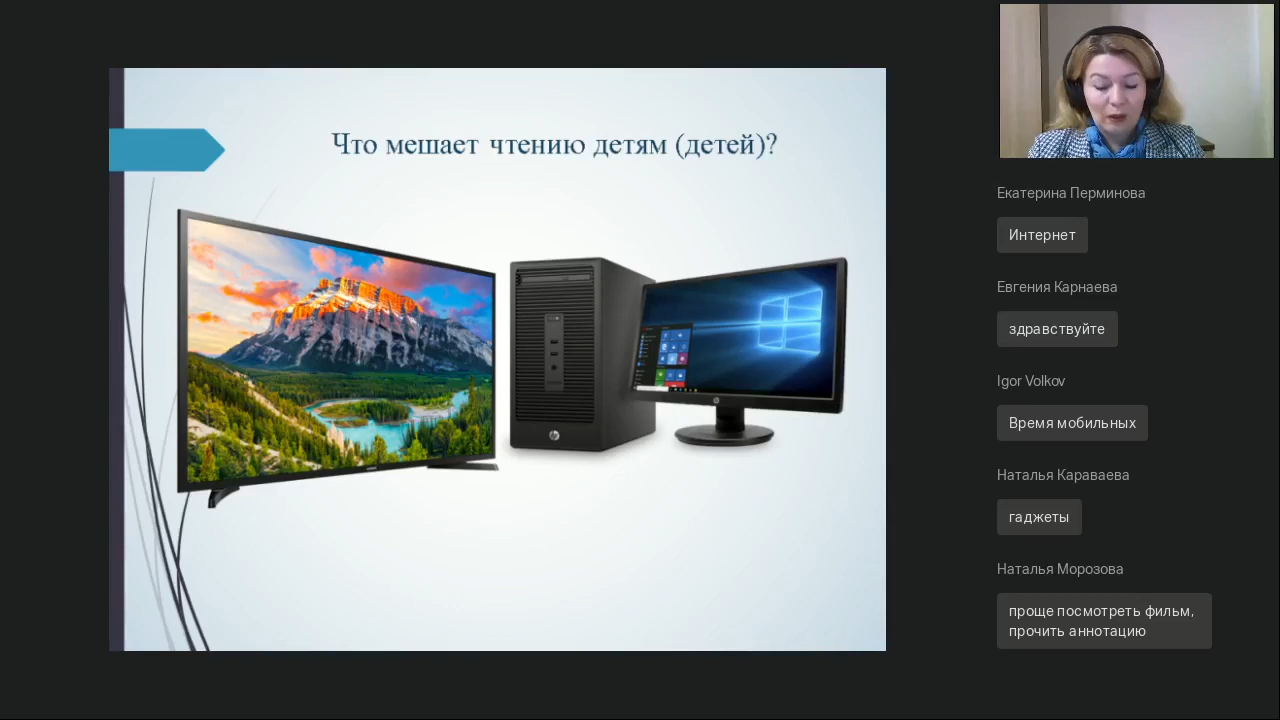 Что мешает чтению детям (детей)?
Екатерина Перминова
Интернет
Евгения Карнаева
здравствуйте
Igor Volkov
Время мобильных
Наталья Караваева
гаджеты
Наталья Морозова
проще посмотреть фильм,
прочить аннотацию